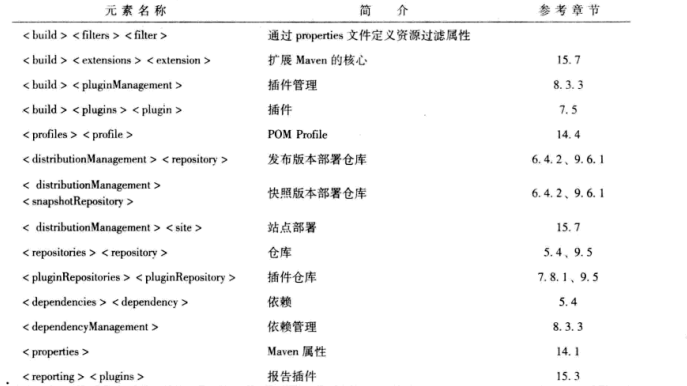 元素名称 简 介 参考章节
<build> <filters> <filter> 通过 properties 文件定义资源过滤属性
<build> <extensions> <extension> 扩展 Maven 的核心 15.7
<build> <pluginManagement> 插件管理 8.3.3
<build> <plugins> <plugin> 插件 7.5
<profiles> <profile> POM Profile 14.4
<distributionManagement> <repository> 发布版本部署仓库 6.4.2、9.6.1
< distributionManagement>
<snapshotRepository> 快照版本部署仓库 6.4.2、9.6.1
< distributionManagement> <site> 站点部署 15.7
<repositories> <repository> 仓库 5.4、9.5
<pluginRepositories> <pluginRepository> 插件仓库 7.8.1、9.5
<dependencies> <dependency> 依赖 5.4
<dependencyManagement> 依赖管理 8.3.3
<properties> Maven 属性 14.1
<reporting> <plugins> 报告插件 15.3